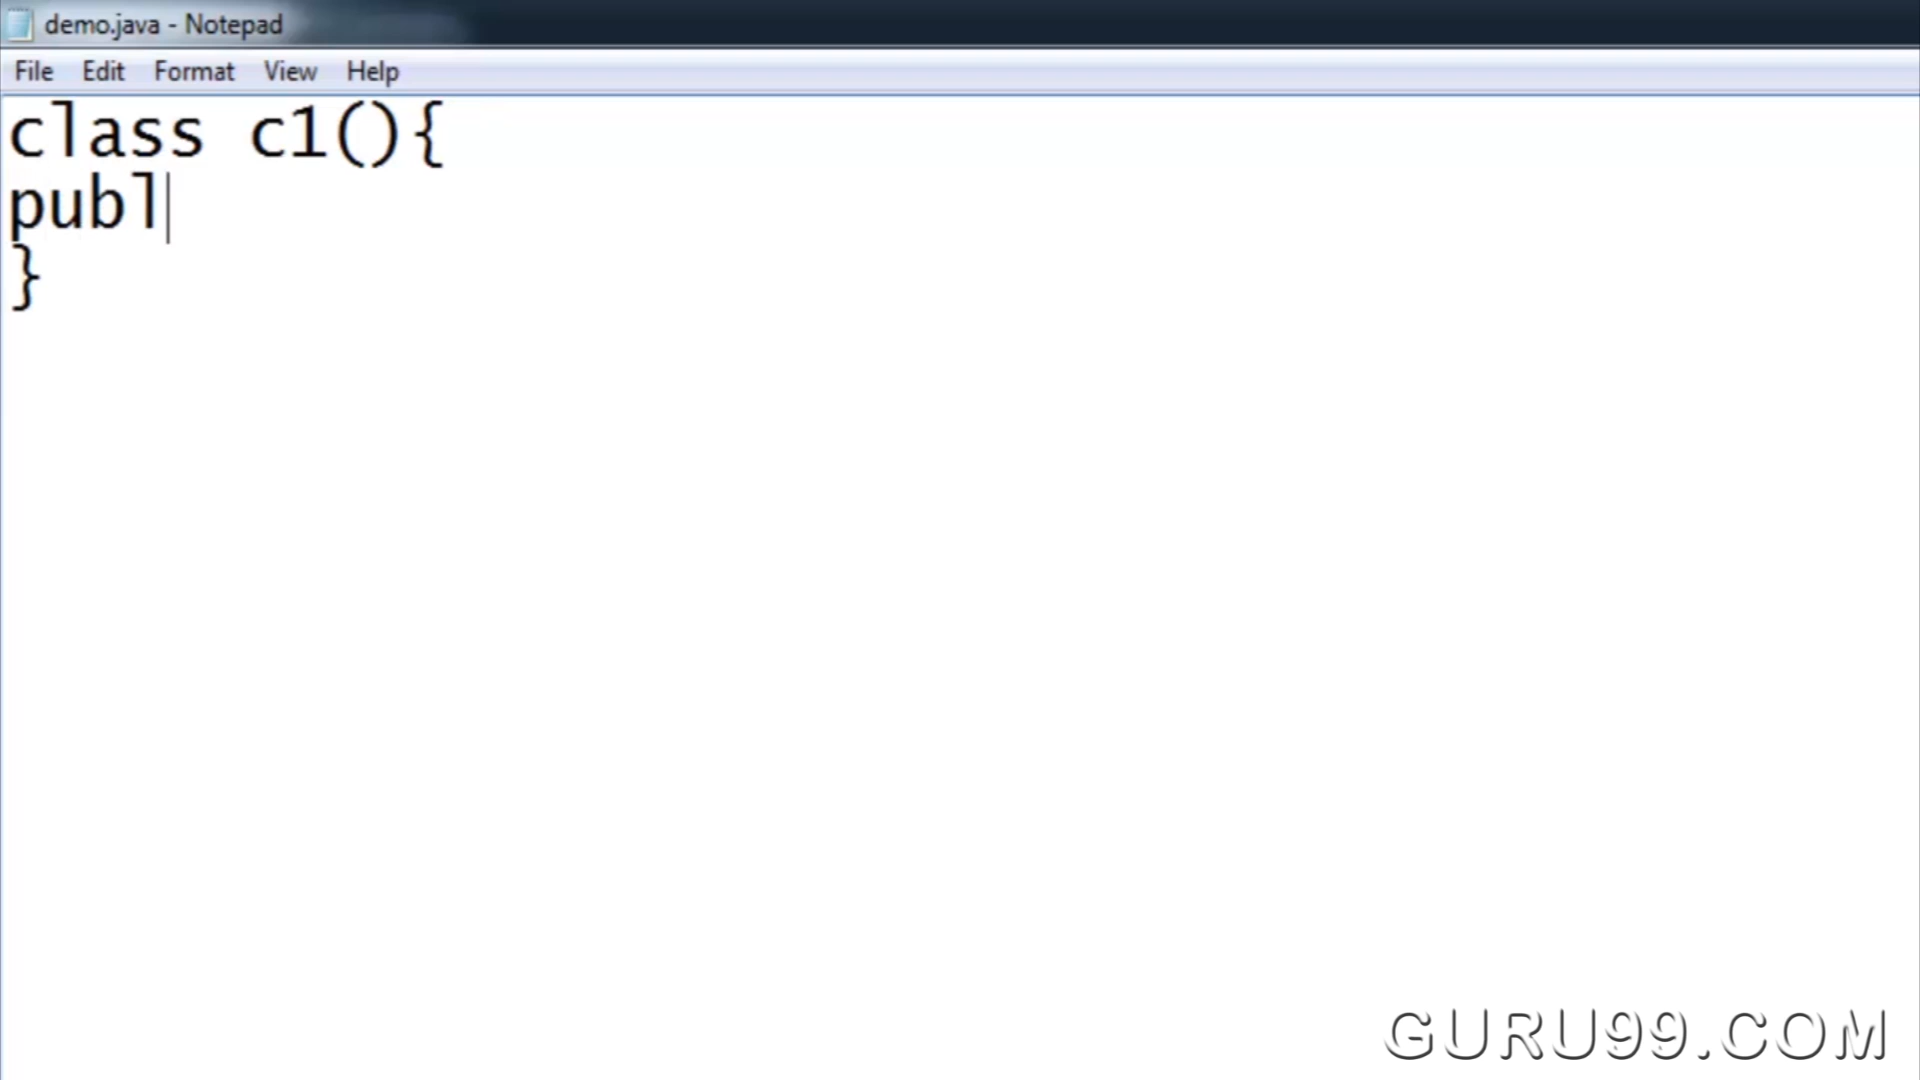 demo.java - Notepad
File Edit Format View Help
class c1(){
publ
}
GURU99.COM